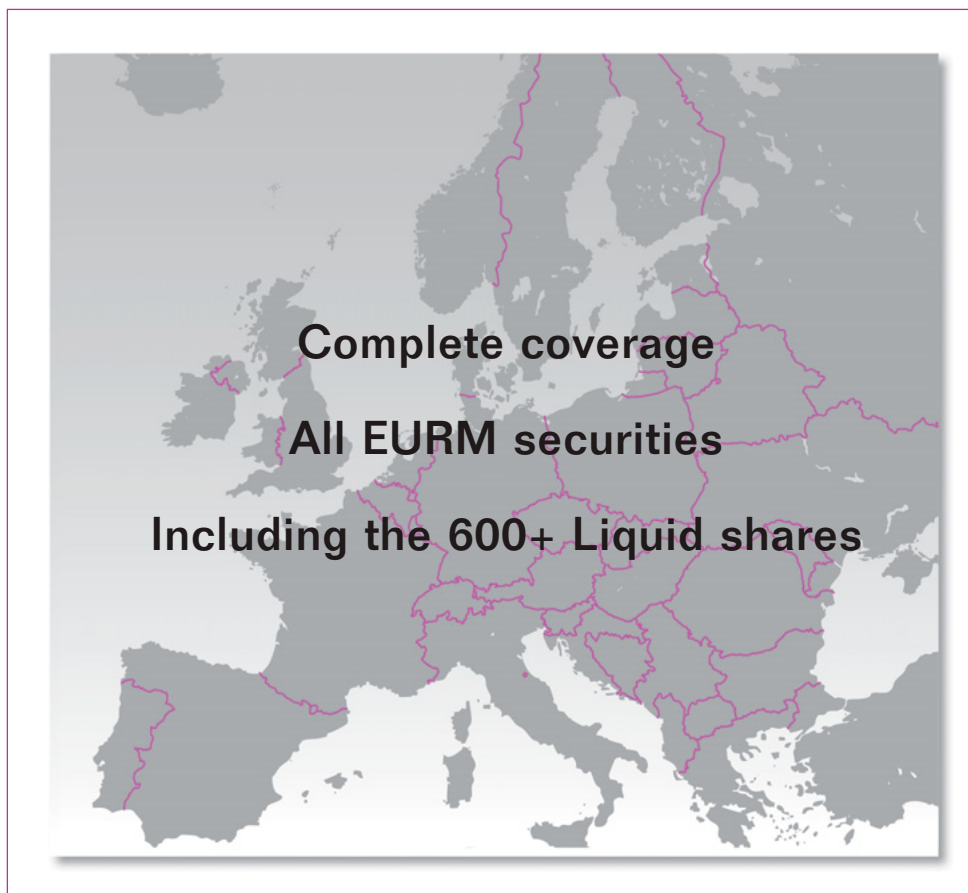 Complete coverage
All EURM securities
Including the 600+ Liquid shares